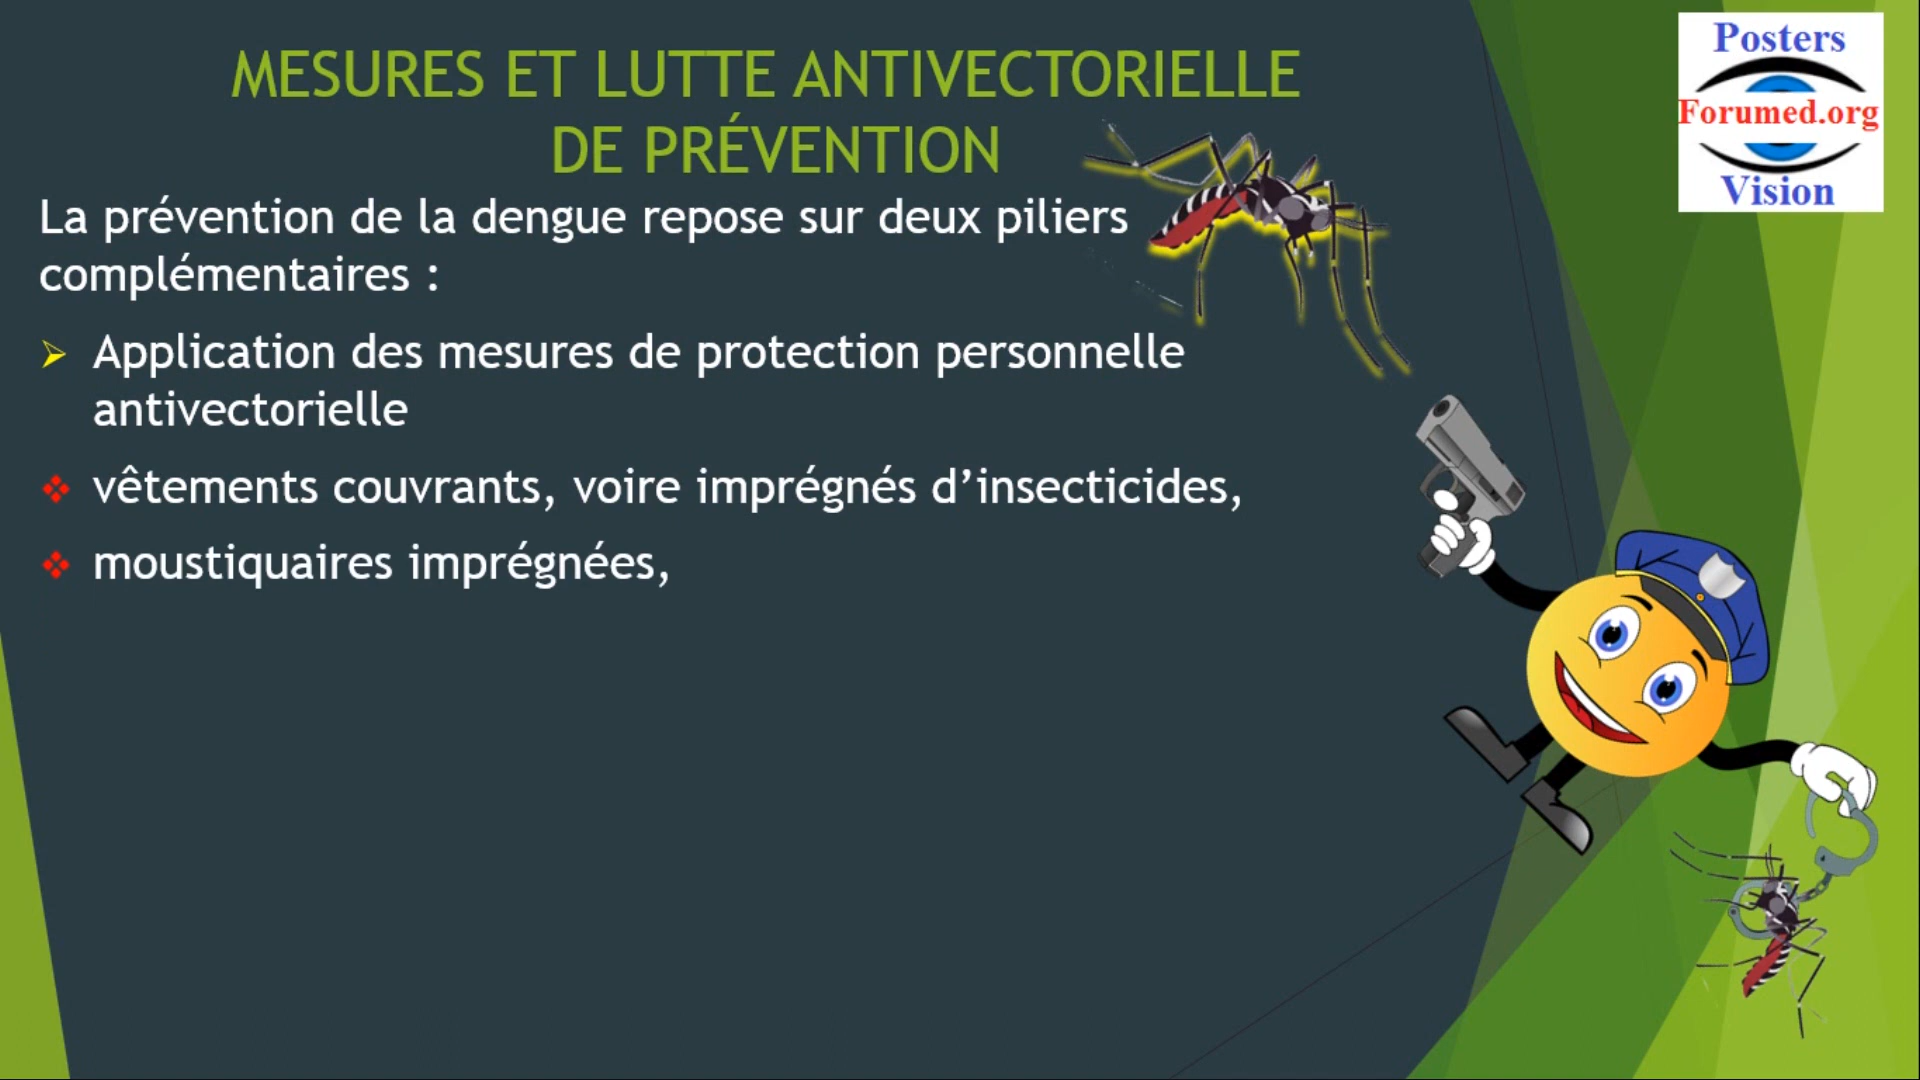 MESURES ET LUTTE ANTIVECTORIELLE
DE PRÉVENTION
La prévention de la dengue repose sur deux piliers
complémentaires :
Application des mesures de protection personnelle
antivectorielle
vêtements couvrants, voire imprégnés d’insecticides,
moustiquaires imprégnées,
Posters
Forumed.org
Vision